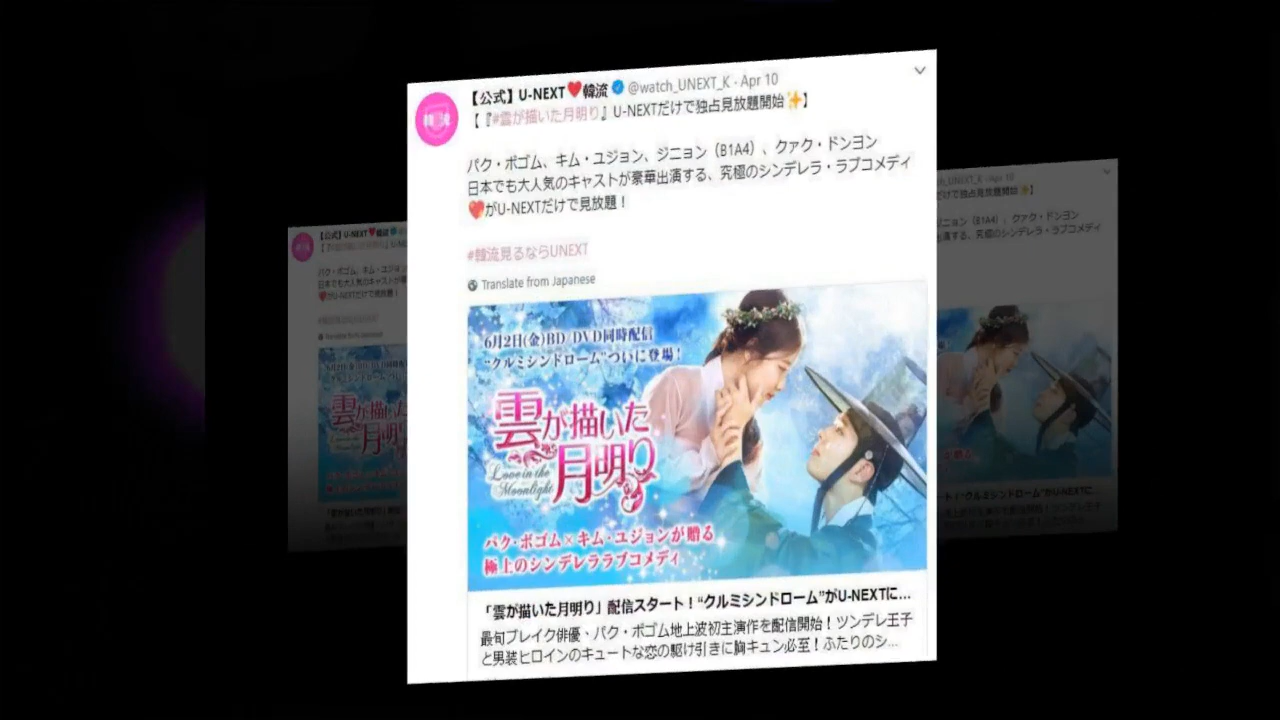 【公式】U-NEXT❤韓流 @watch_UNEXT_K · Apr 10
【『#雲が描いた月明り』U-NEXTだけで独占見放題開始✨】
パク・ボゴム、キム・ユジョン、ジニョン（B1A4）、クァク・ドンヨン
日本でも大人気のキャストが豪華出演する、究極のシンデレラ・ラブコメディ
💖がU-NEXTだけで見放題！
#韓流見るならUNEXT
Translate from Japanese
6月2日(金)BD/DVD同時配信
“クルミシンドローム”ついに登場!
雲が描いた
月明り
Love in the
Moonlight
パク・ボゴム×キム・ユジョンが贈る
極上のシンデレララブコメディ
「雲が描いた月明り」配信スタート！“クルミシンドローム”がU-NEXTに...
最旬ブレイク俳優、パク・ボゴム地上波初主演作を配信開始！ツンデレ王子
と男装ヒロインのキュートな恋の駆け引きに胸キュン必至！ふたりのシ...